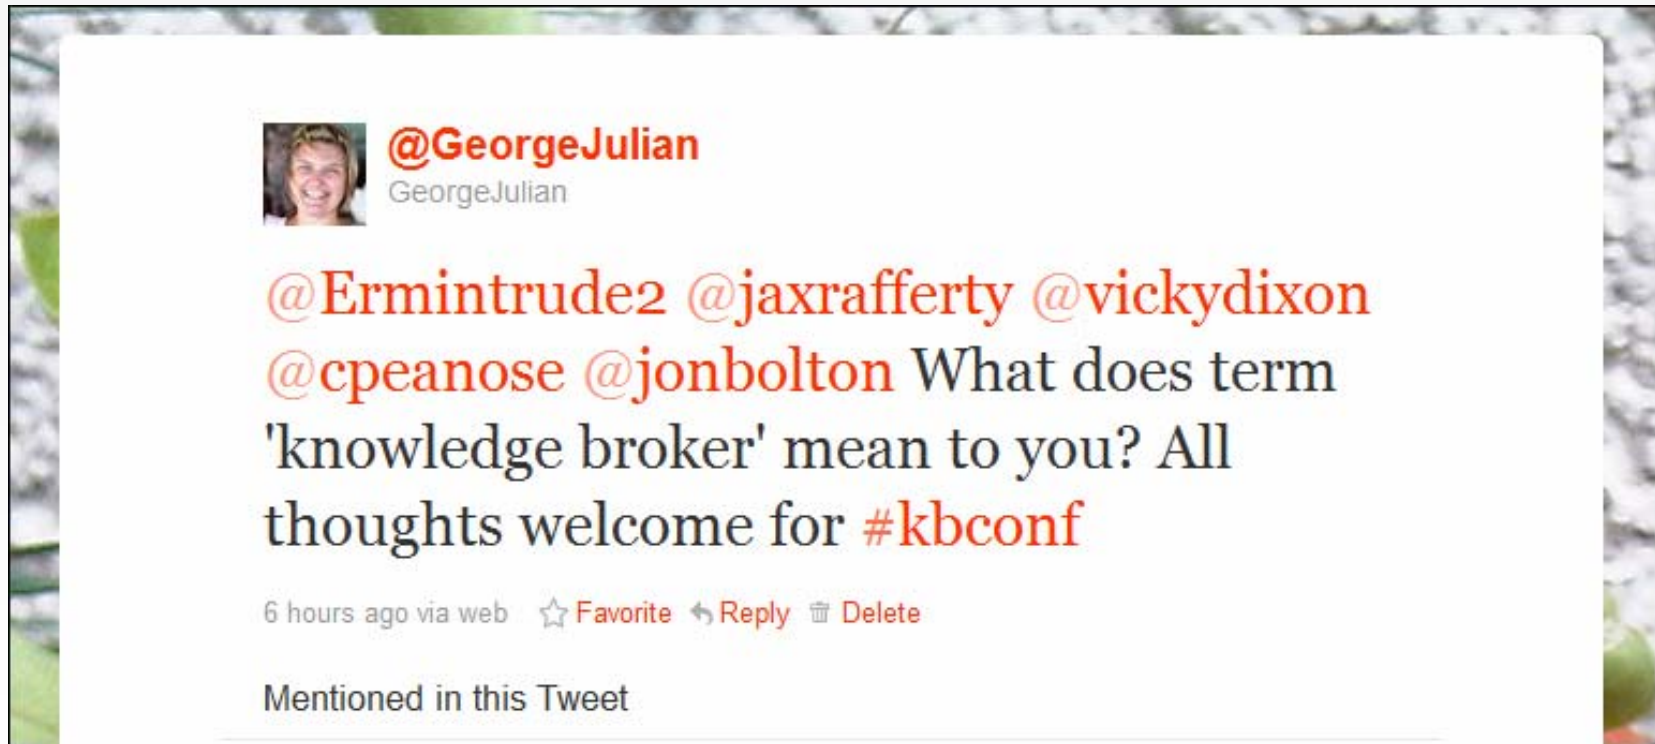 @GeorgeJulian
GeorgeJulian
@Ermintrude2 @jaxrafferty @vickydixon
@cpeanose @jonbolton What does term
'knowledge broker' mean to you? All
thoughts welcome for #kbconf
6 hours ago via web Favorite Reply Delete
Mentioned in this Tweet